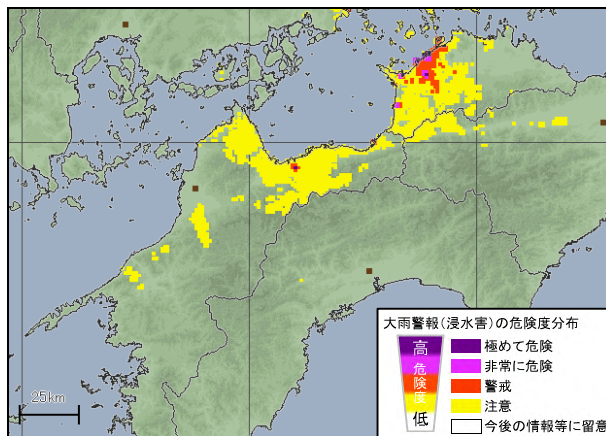 大雨警報(浸水害)の危険度分布
高
危険度
低
極めて危険
非常に危険
警戒
注意
今後の情報等に留意
25km